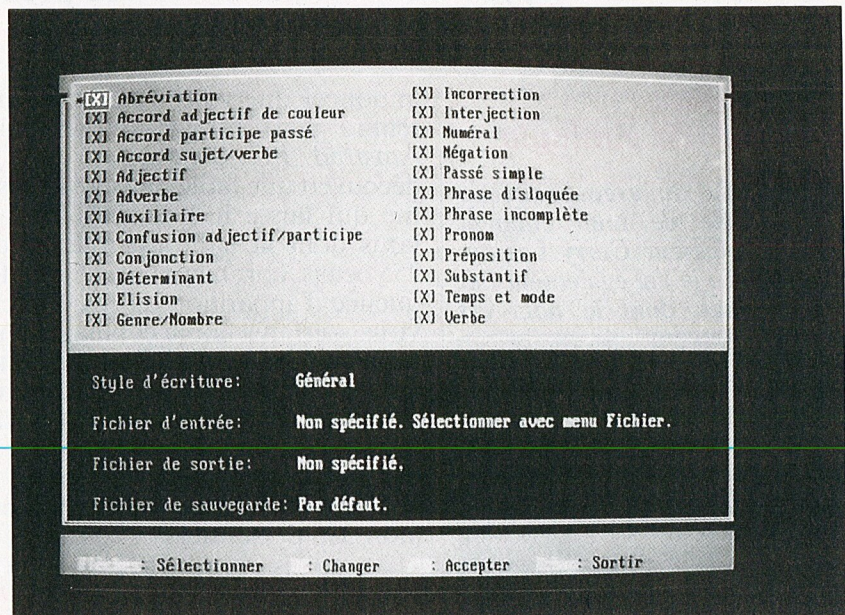 [X] Abréviation
[X] Accord adjectif de couleur
[X] Accord participe passé
[X] Accord sujet/verbe
[X] Adjectif
[X] Adverbe
[X] Auxiliaire
[X] Confusion adjectif/participe
[X] Conjonction
[X] Déterminant
[X] Elision
[X] Genre/Nombre
[X] Incorrection
[X] Interjection
[X] Numéral
[X] Négation
[X] Passé simple
[X] Phrase disloquée
[X] Phrase incomplète
[X] Pronom
[X] Préposition
[X] Substantif
[X] Temps et mode
[X] Verbe
Style d'écriture: Général
Fichier d'entrée: Non spécifié. Sélectionner avec menu Fichier.
Fichier de sortie: Non spécifié.
Fichier de sauvegarde: Par défaut.
: Sélectionner : Changer : Accepter : Sortir